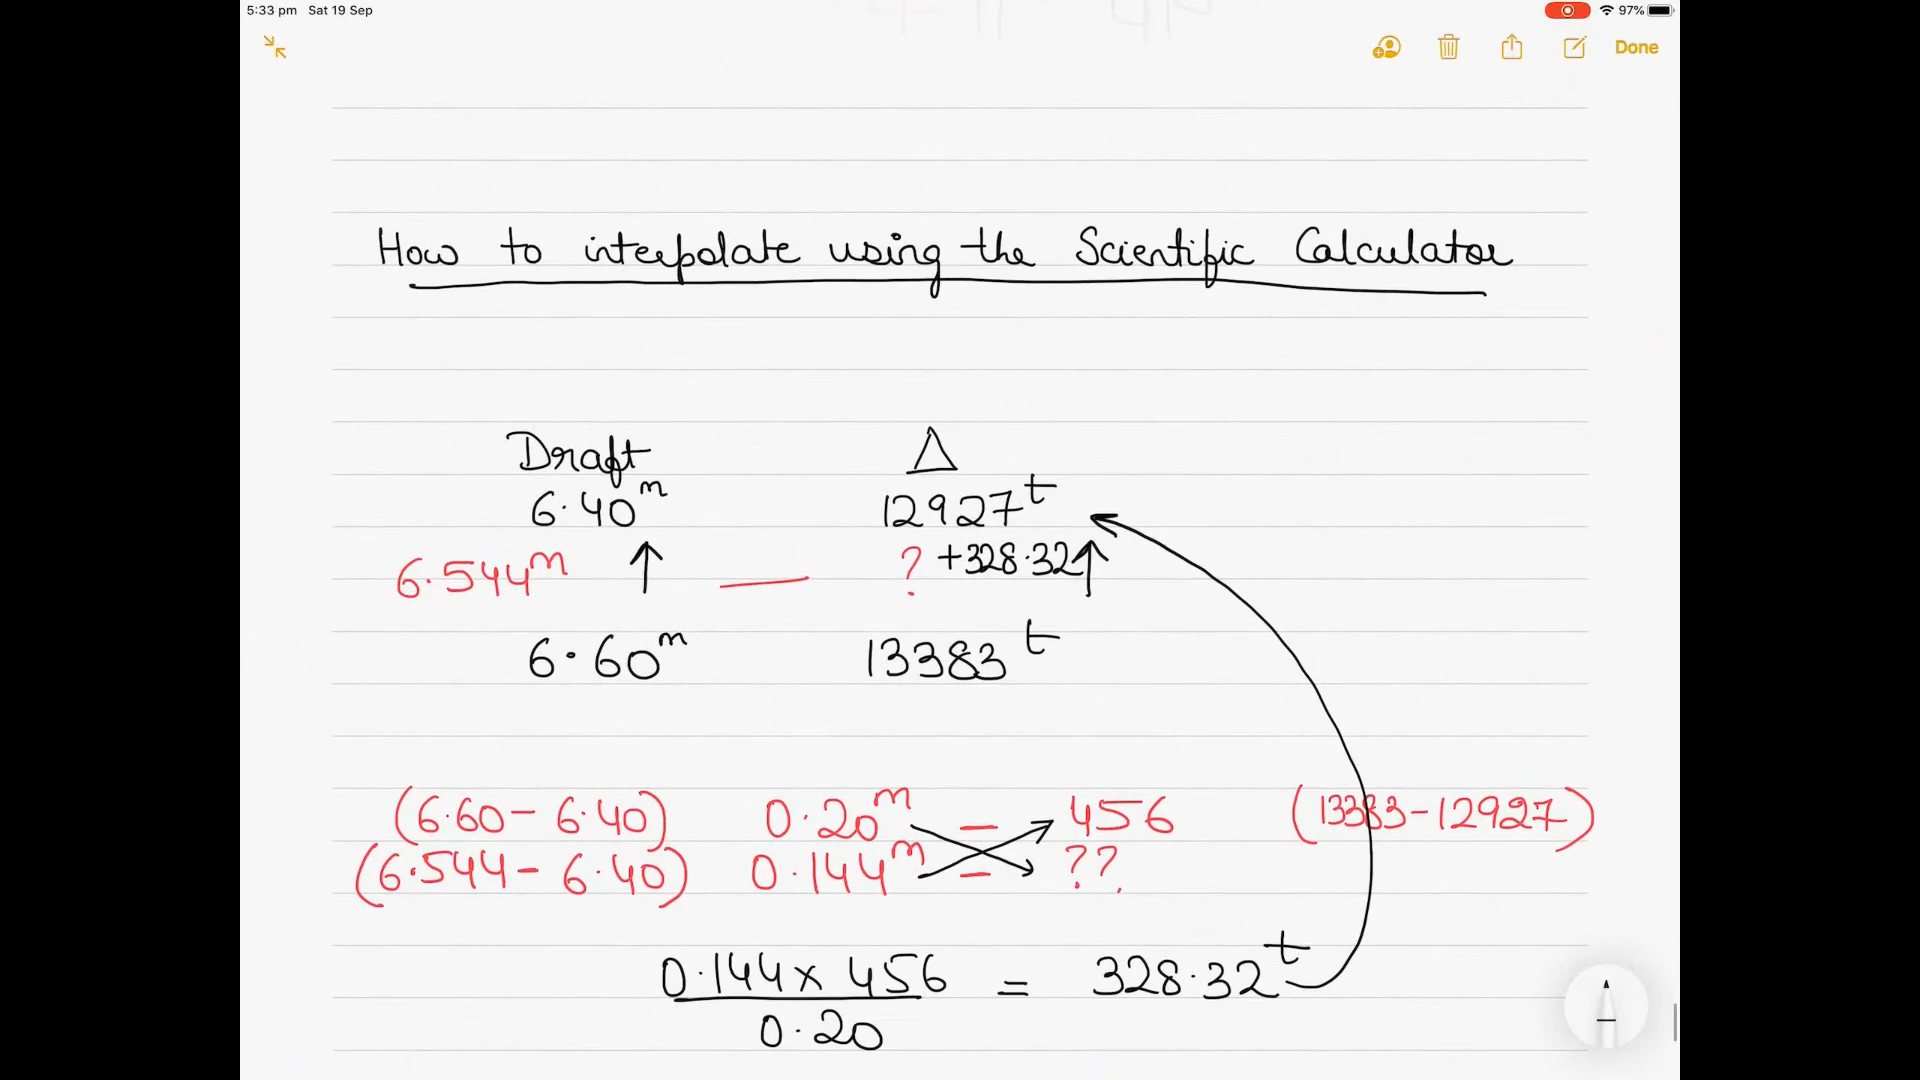 5:33 pm Sat 19 Sep
97%
Done
How to interpolate using the Scientific Calculator
Draft Δ
6.40m 12927t
6.544m — ? +328.32
6.60m 13383t
(6.60 - 6.40) 0.20m - 456 (13383-12927)
(6.544 - 6.40) 0.144m - ??
0.144 x 456 = 328.32t
0.20